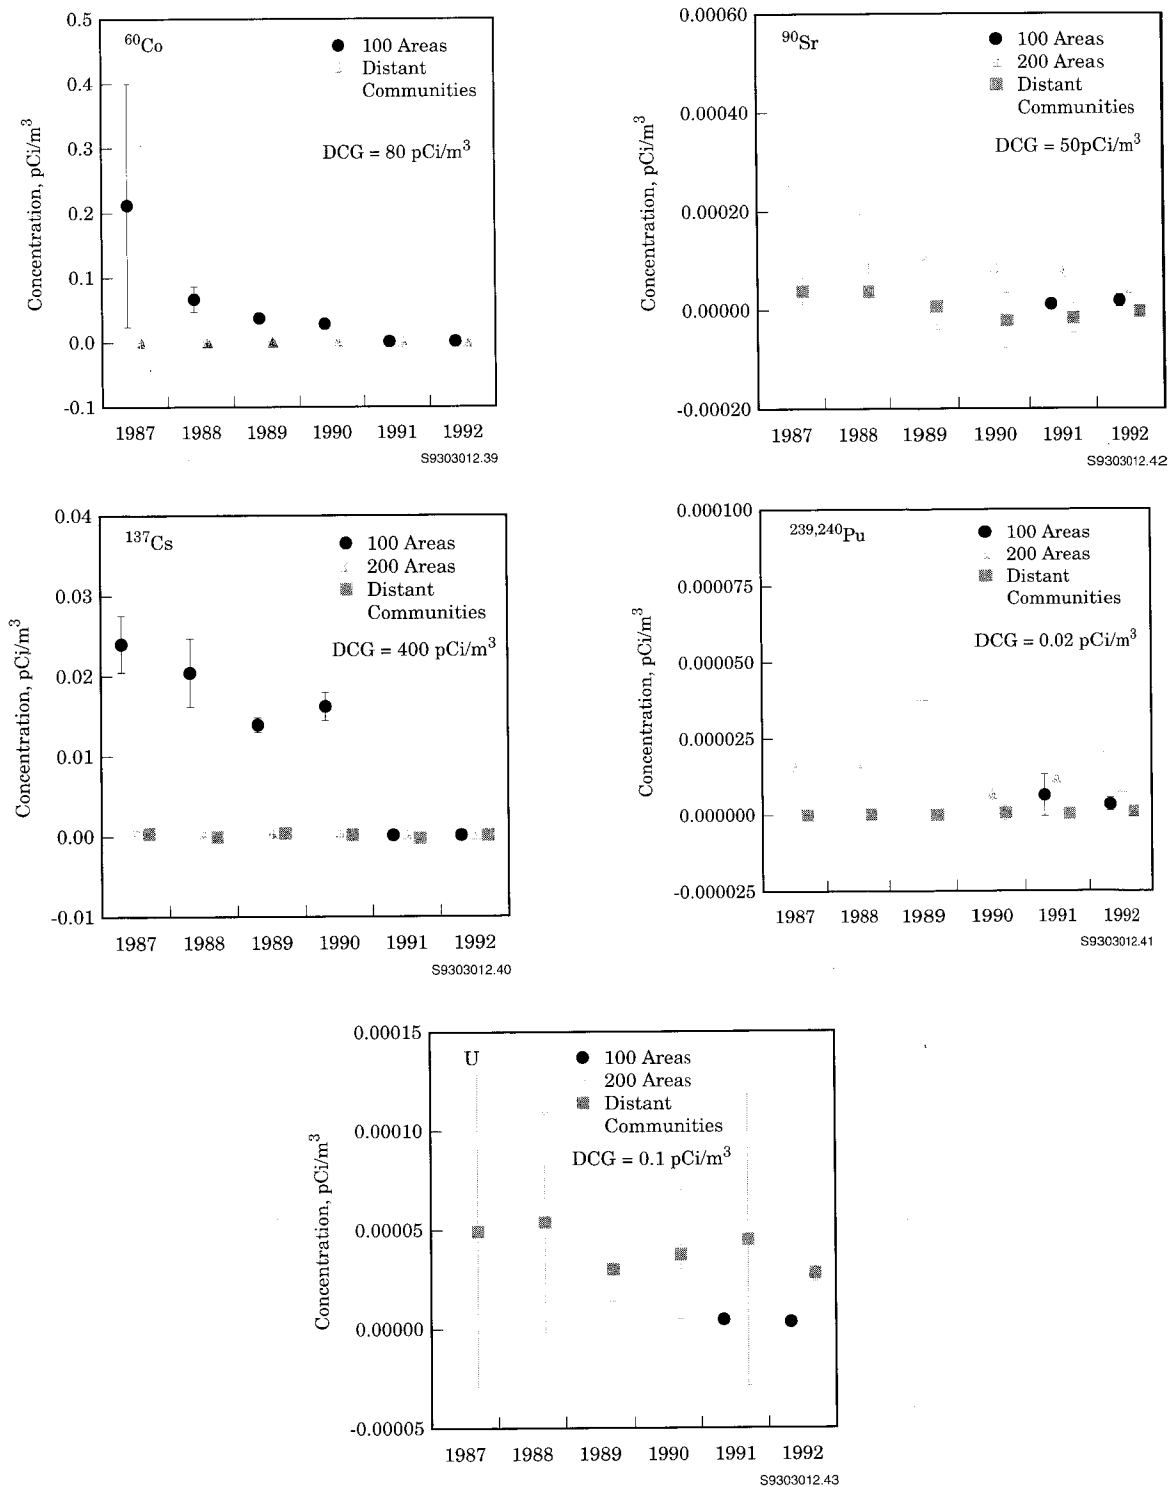 0.5
0.4
0.3
0.2
0.1
0.0
-0.1
Concentration, pCi/m³
⁶⁰Co
100 Areas
Distant
Communities
DCG = 80 pCi/m³
1987 1988 1989 1990 1991 1992
S9303012.39
0.00060
0.00040
0.00020
0.00000
-0.00020
Concentration, pCi/m³
⁹⁰Sr
100 Areas
200 Areas
Distant
Communities
DCG = 50pCi/m³
1987 1988 1989 1990 1991 1992
S9303012.42
0.04
0.03
0.02
0.01
0.00
-0.01
Concentration, pCi/m³
¹³⁷Cs
100 Areas
200 Areas
Distant
Communities
DCG = 400 pCi/m³
1987 1988 1989 1990 1991 1992
S9303012.40
0.000100
0.000075
0.000050
0.000025
0.000000
-0.000025
Concentration, pCi/m³
²³⁹,²⁴⁰Pu
100 Areas
200 Areas
Distant
Communities
DCG = 0.02 pCi/m³
1987 1988 1989 1990 1991 1992
S9303012.41
0.00015
0.00010
0.00005
0.00000
-0.00005
Concentration, pCi/m³
U
100 Areas
200 Areas
Distant
Communities
DCG = 0.1 pCi/m³
1987 1988 1989 1990 1991 1992
S9303012.43